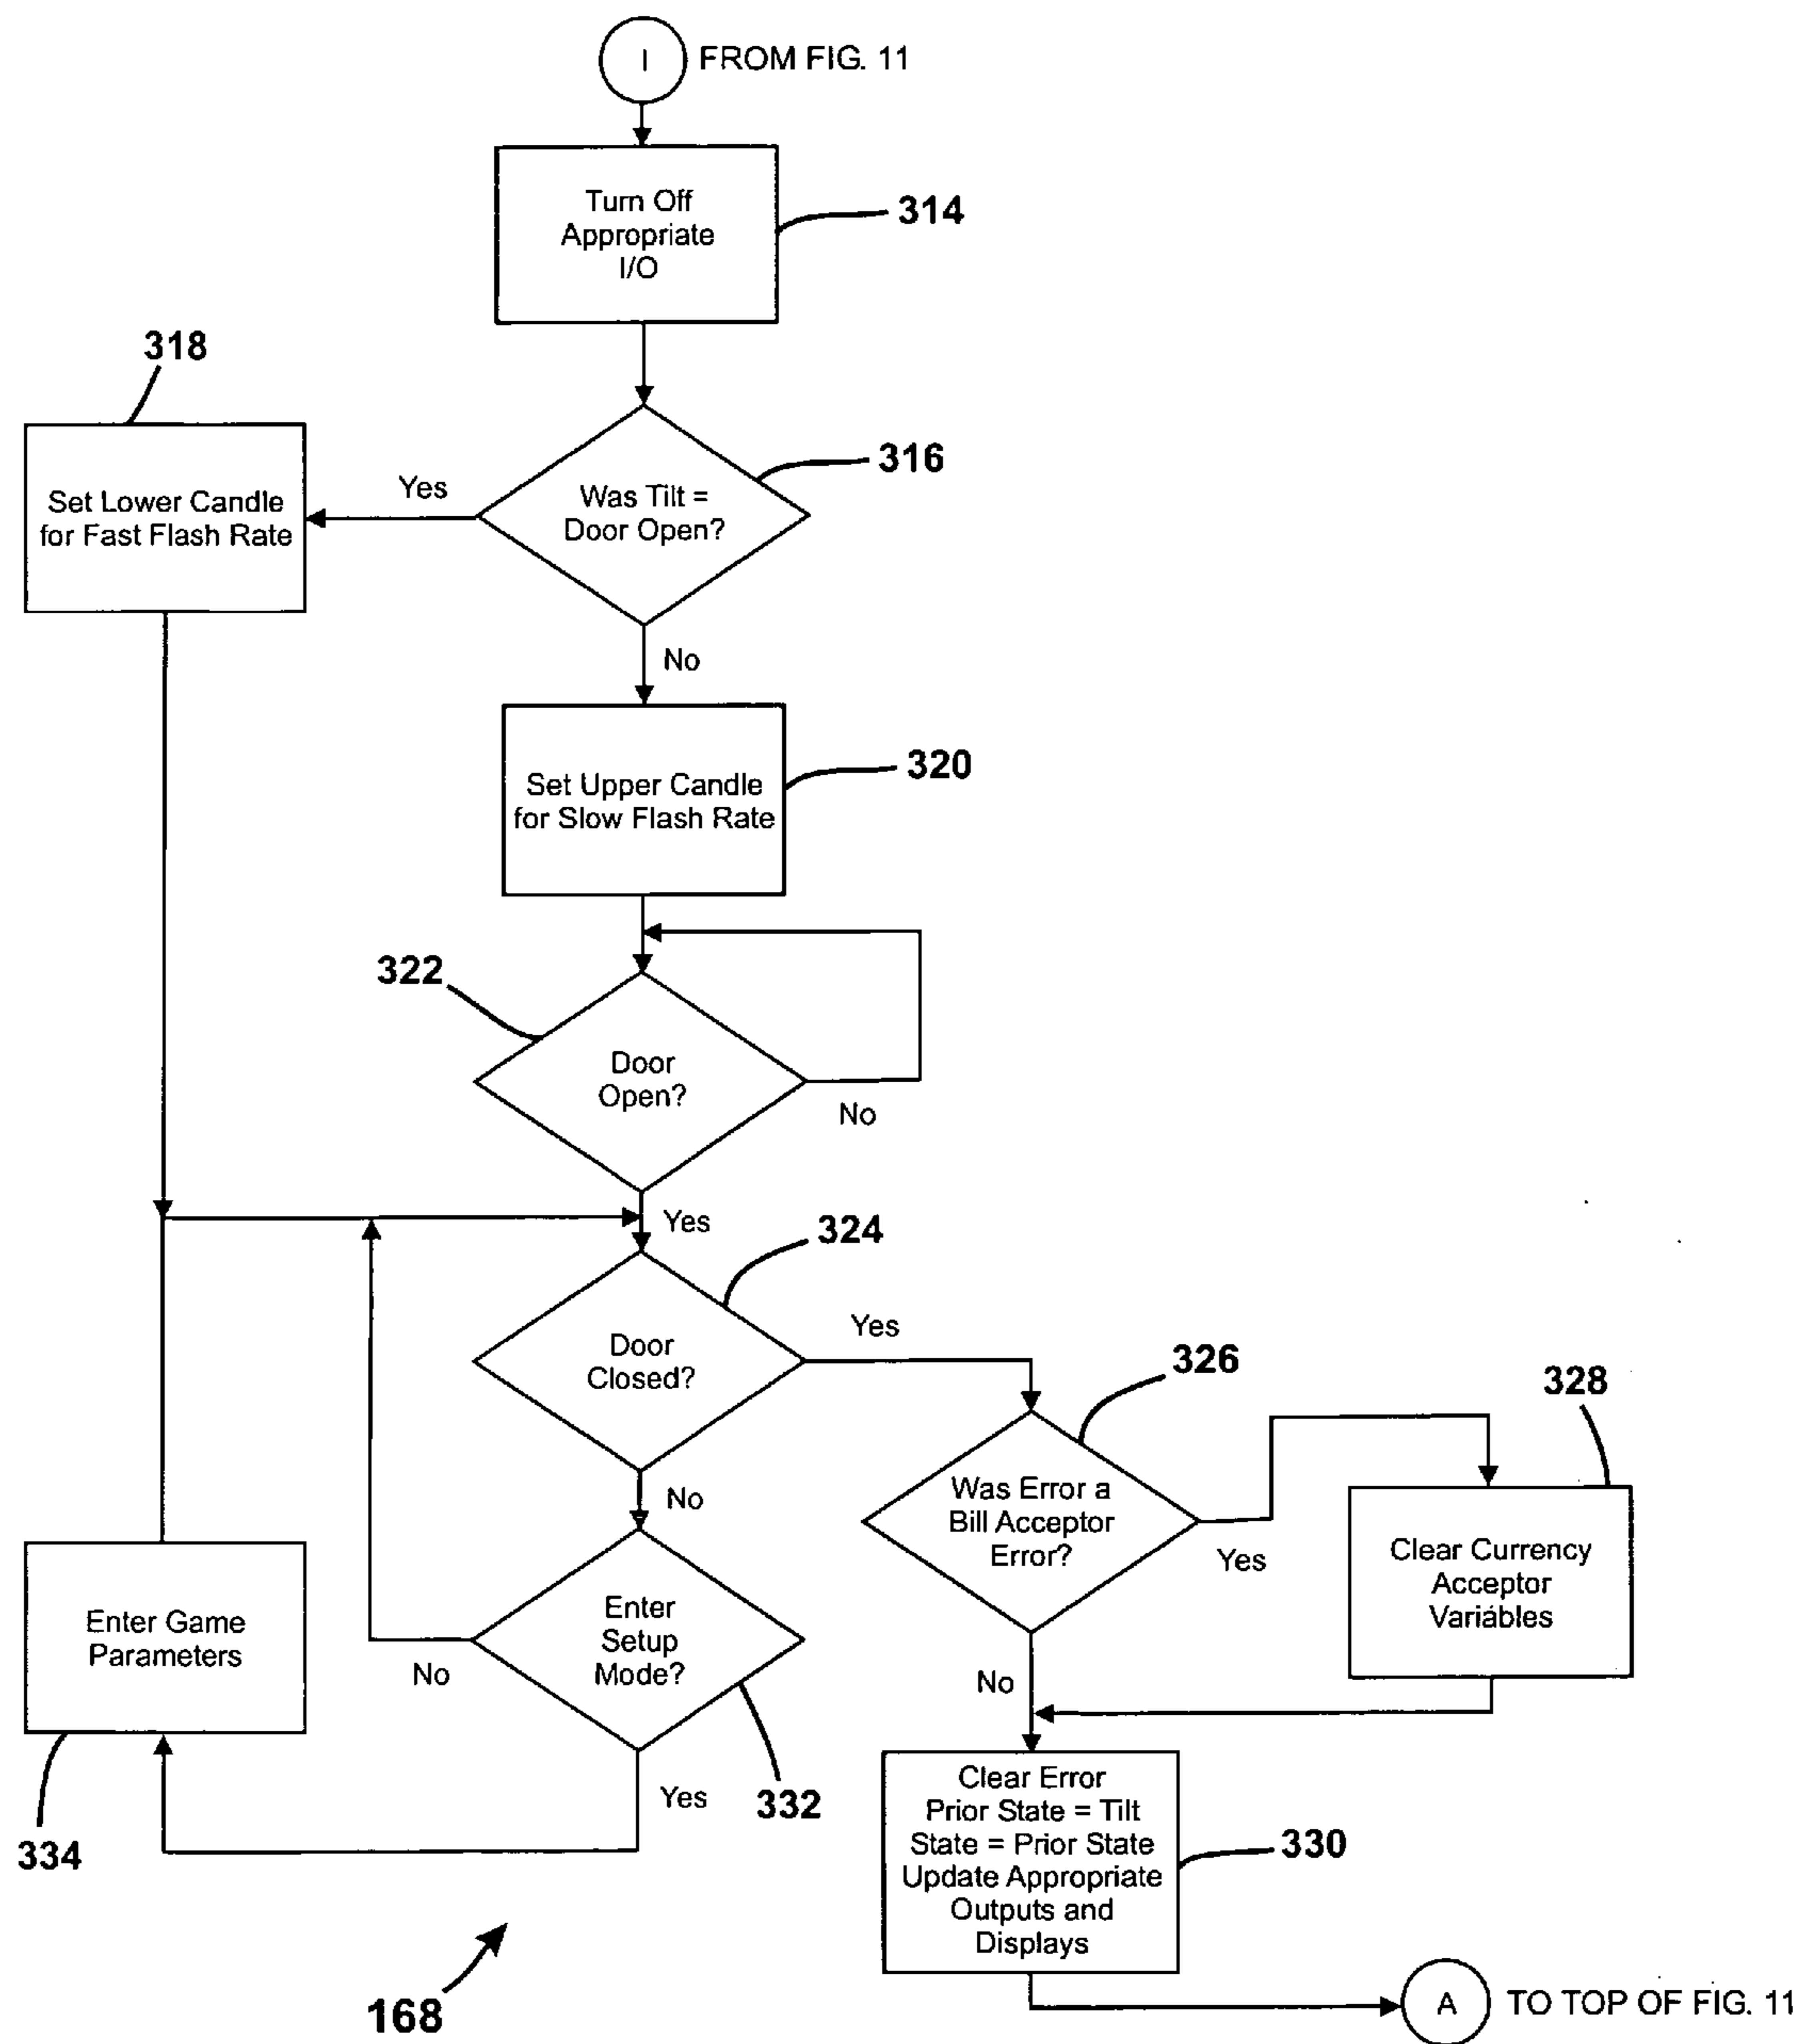 I
FROM FIG. 11
Turn Off
Appropriate
I/O
314
318
Was Tilt =
Door Open?
316
Yes
Set Lower Candle
for Fast Flash Rate
No
Set Upper Candle
for Slow Flash Rate
320
322
Door
Open?
No
Yes
324
Door
Closed?
Yes
326
328
No
Was Error a
Bill Acceptor
Error?
Yes
Clear Currency
Acceptor
Variables
Enter Game
Parameters
Enter
Setup
Mode?
No
No
334
Yes
332
Clear Error
Prior State = Tilt
State = Prior State
Update Appropriate
Outputs and
Displays
330
168
A
TO TOP OF FIG. 11